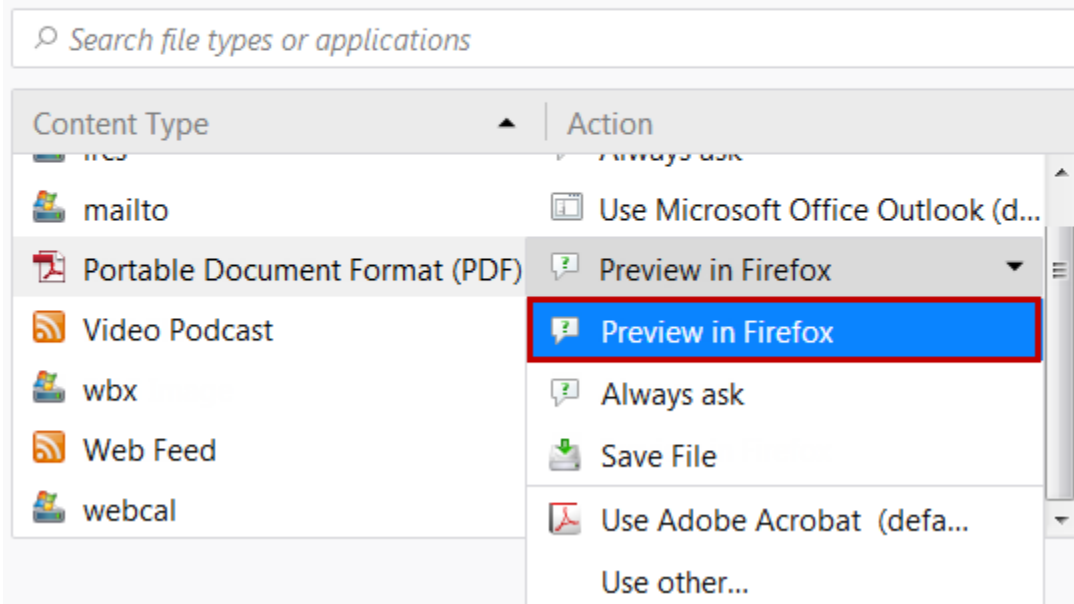 Search file types or applications
Content Type Action
Always ask
mailto Use Microsoft Office Outlook (d...
Portable Document Format (PDF) Preview in Firefox
Video Podcast Preview in Firefox
wbx Always ask
Web Feed Save File
webcal Use Adobe Acrobat (defa...
Use other...